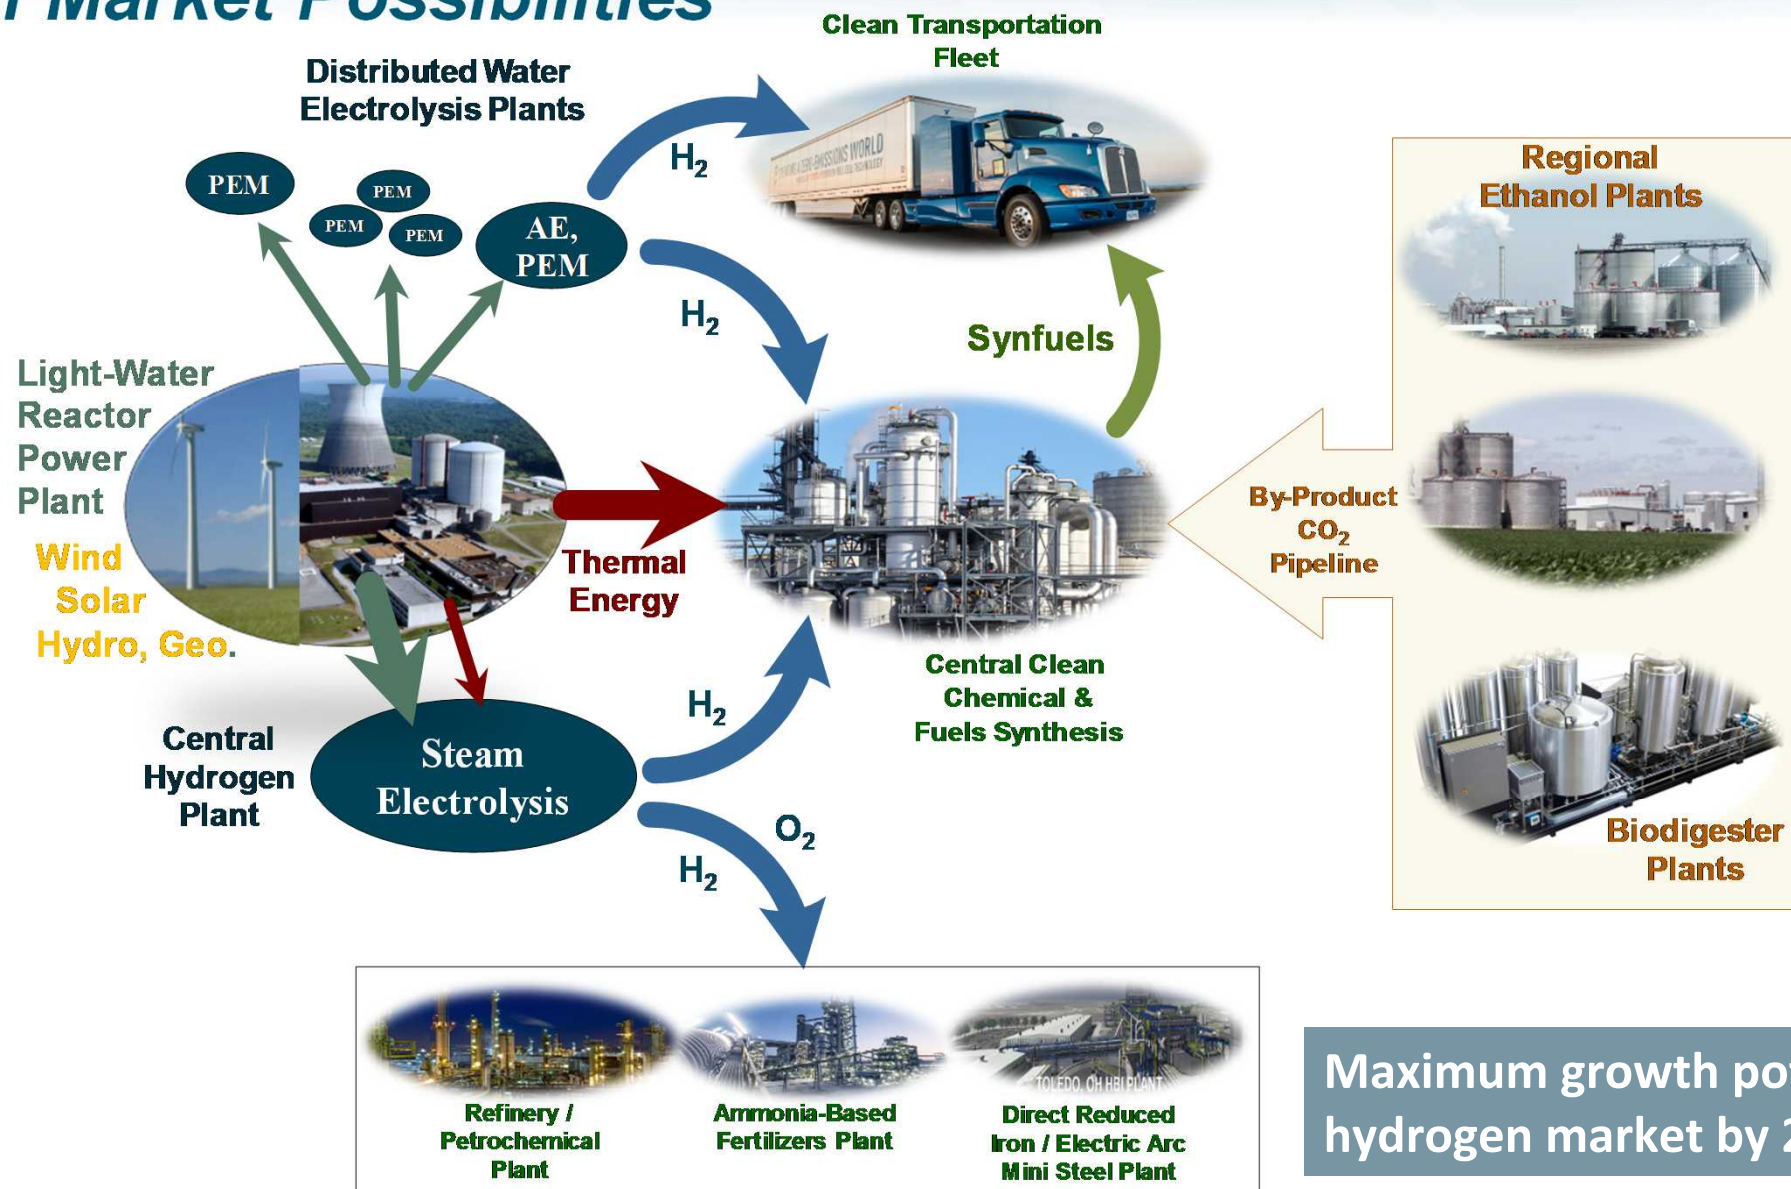 Market Possibilities
Clean Transportation
Fleet
Distributed Water
Electrolysis Plants
H₂
PEM
PEM
PEM
PEM
AE,
PEM
H₂
Regional
Ethanol Plants
Synfuels
Light-Water
Reactor
Power
Plant
Wind
Solar
Hydro, Geo.
Thermal
Energy
By-Product
CO₂
Pipeline
Central Clean
Chemical &
Fuels Synthesis
H₂
Central
Hydrogen
Plant
Steam
Electrolysis
O₂
H₂
Biodigester
Plants
TOLEDO, OH HBI PLANT
Refinery /
Petrochemical
Plant
Ammonia-Based
Fertilizers Plant
Direct Reduced
Iron / Electric Arc
Mini Steel Plant
Maximum growth
hydrogen market by